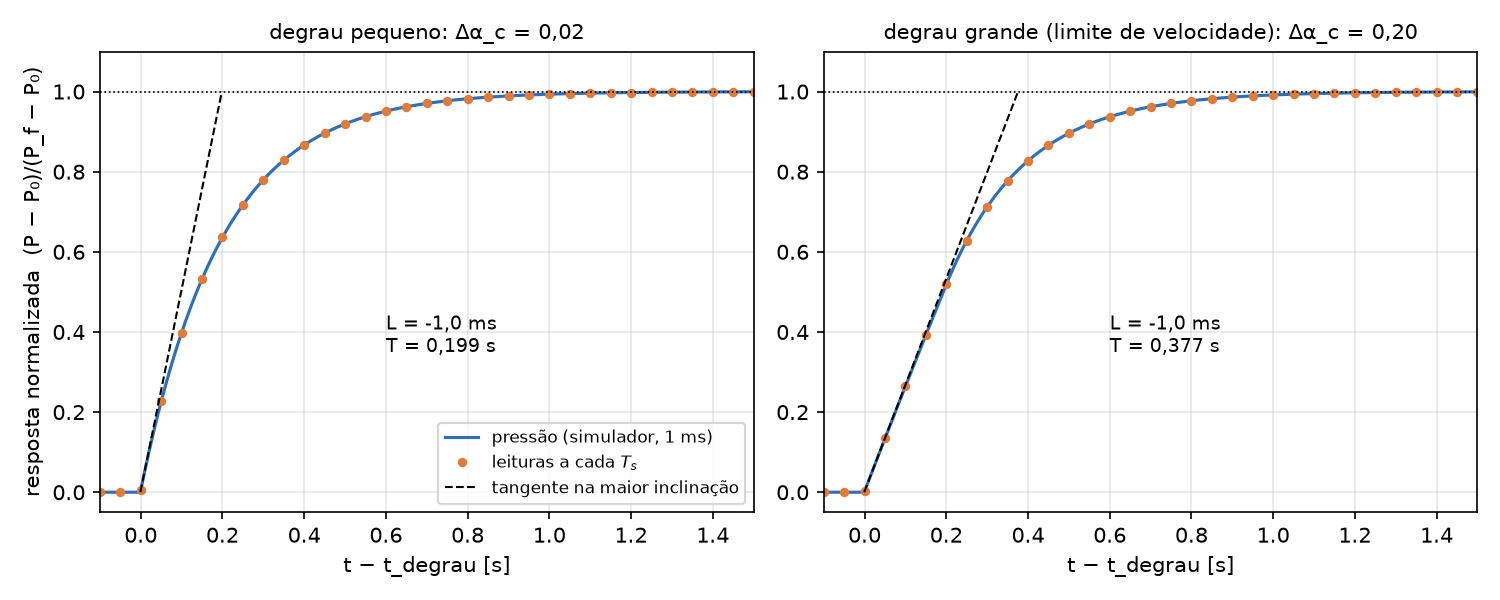 degrau pequeno: Δα_c = 0,02
resposta normalizada (P − P₀)/(P_f − P₀)
1.0
0.8
0.6
0.4
0.2
0.0
L = -1,0 ms
T = 0,199 s
pressão (simulador, 1 ms)
leituras a cada Tₛ
tangente na maior inclinação
0.0 0.2 0.4 0.6 0.8 1.0 1.2 1.4
t − t_degrau [s]
degrau grande (limite de velocidade): Δα_c = 0,20
1.0
0.8
0.6
0.4
0.2
0.0
L = -1,0 ms
T = 0,377 s
0.0 0.2 0.4 0.6 0.8 1.0 1.2 1.4
t − t_degrau [s]